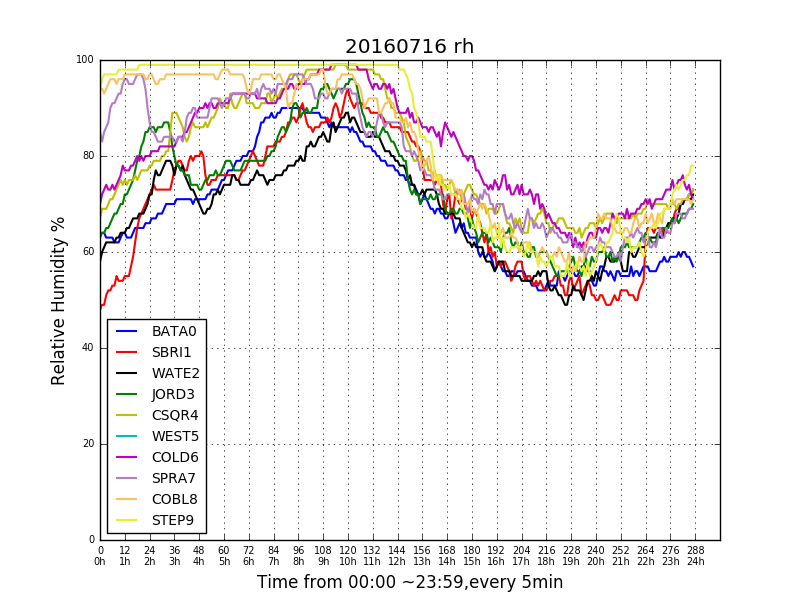 20160716 rh
100
80
60
40
20
0
Relative Humidity %
BATA0
SBRI1
WATE2
JORD3
CSQR4
WEST5
COLD6
SPRA7
COBL8
STEP9
0 12 24 36 48 60 72 84 96 108 120 132 144 156 168 180 192 204 216 228 240 252 264 276 288
0h 1h 2h 3h 4h 5h 6h 7h 8h 9h 10h 11h 12h 13h 14h 15h 16h 17h 18h 19h 20h 21h 22h 23h 24h
Time from 00:00 ~23:59,every 5min